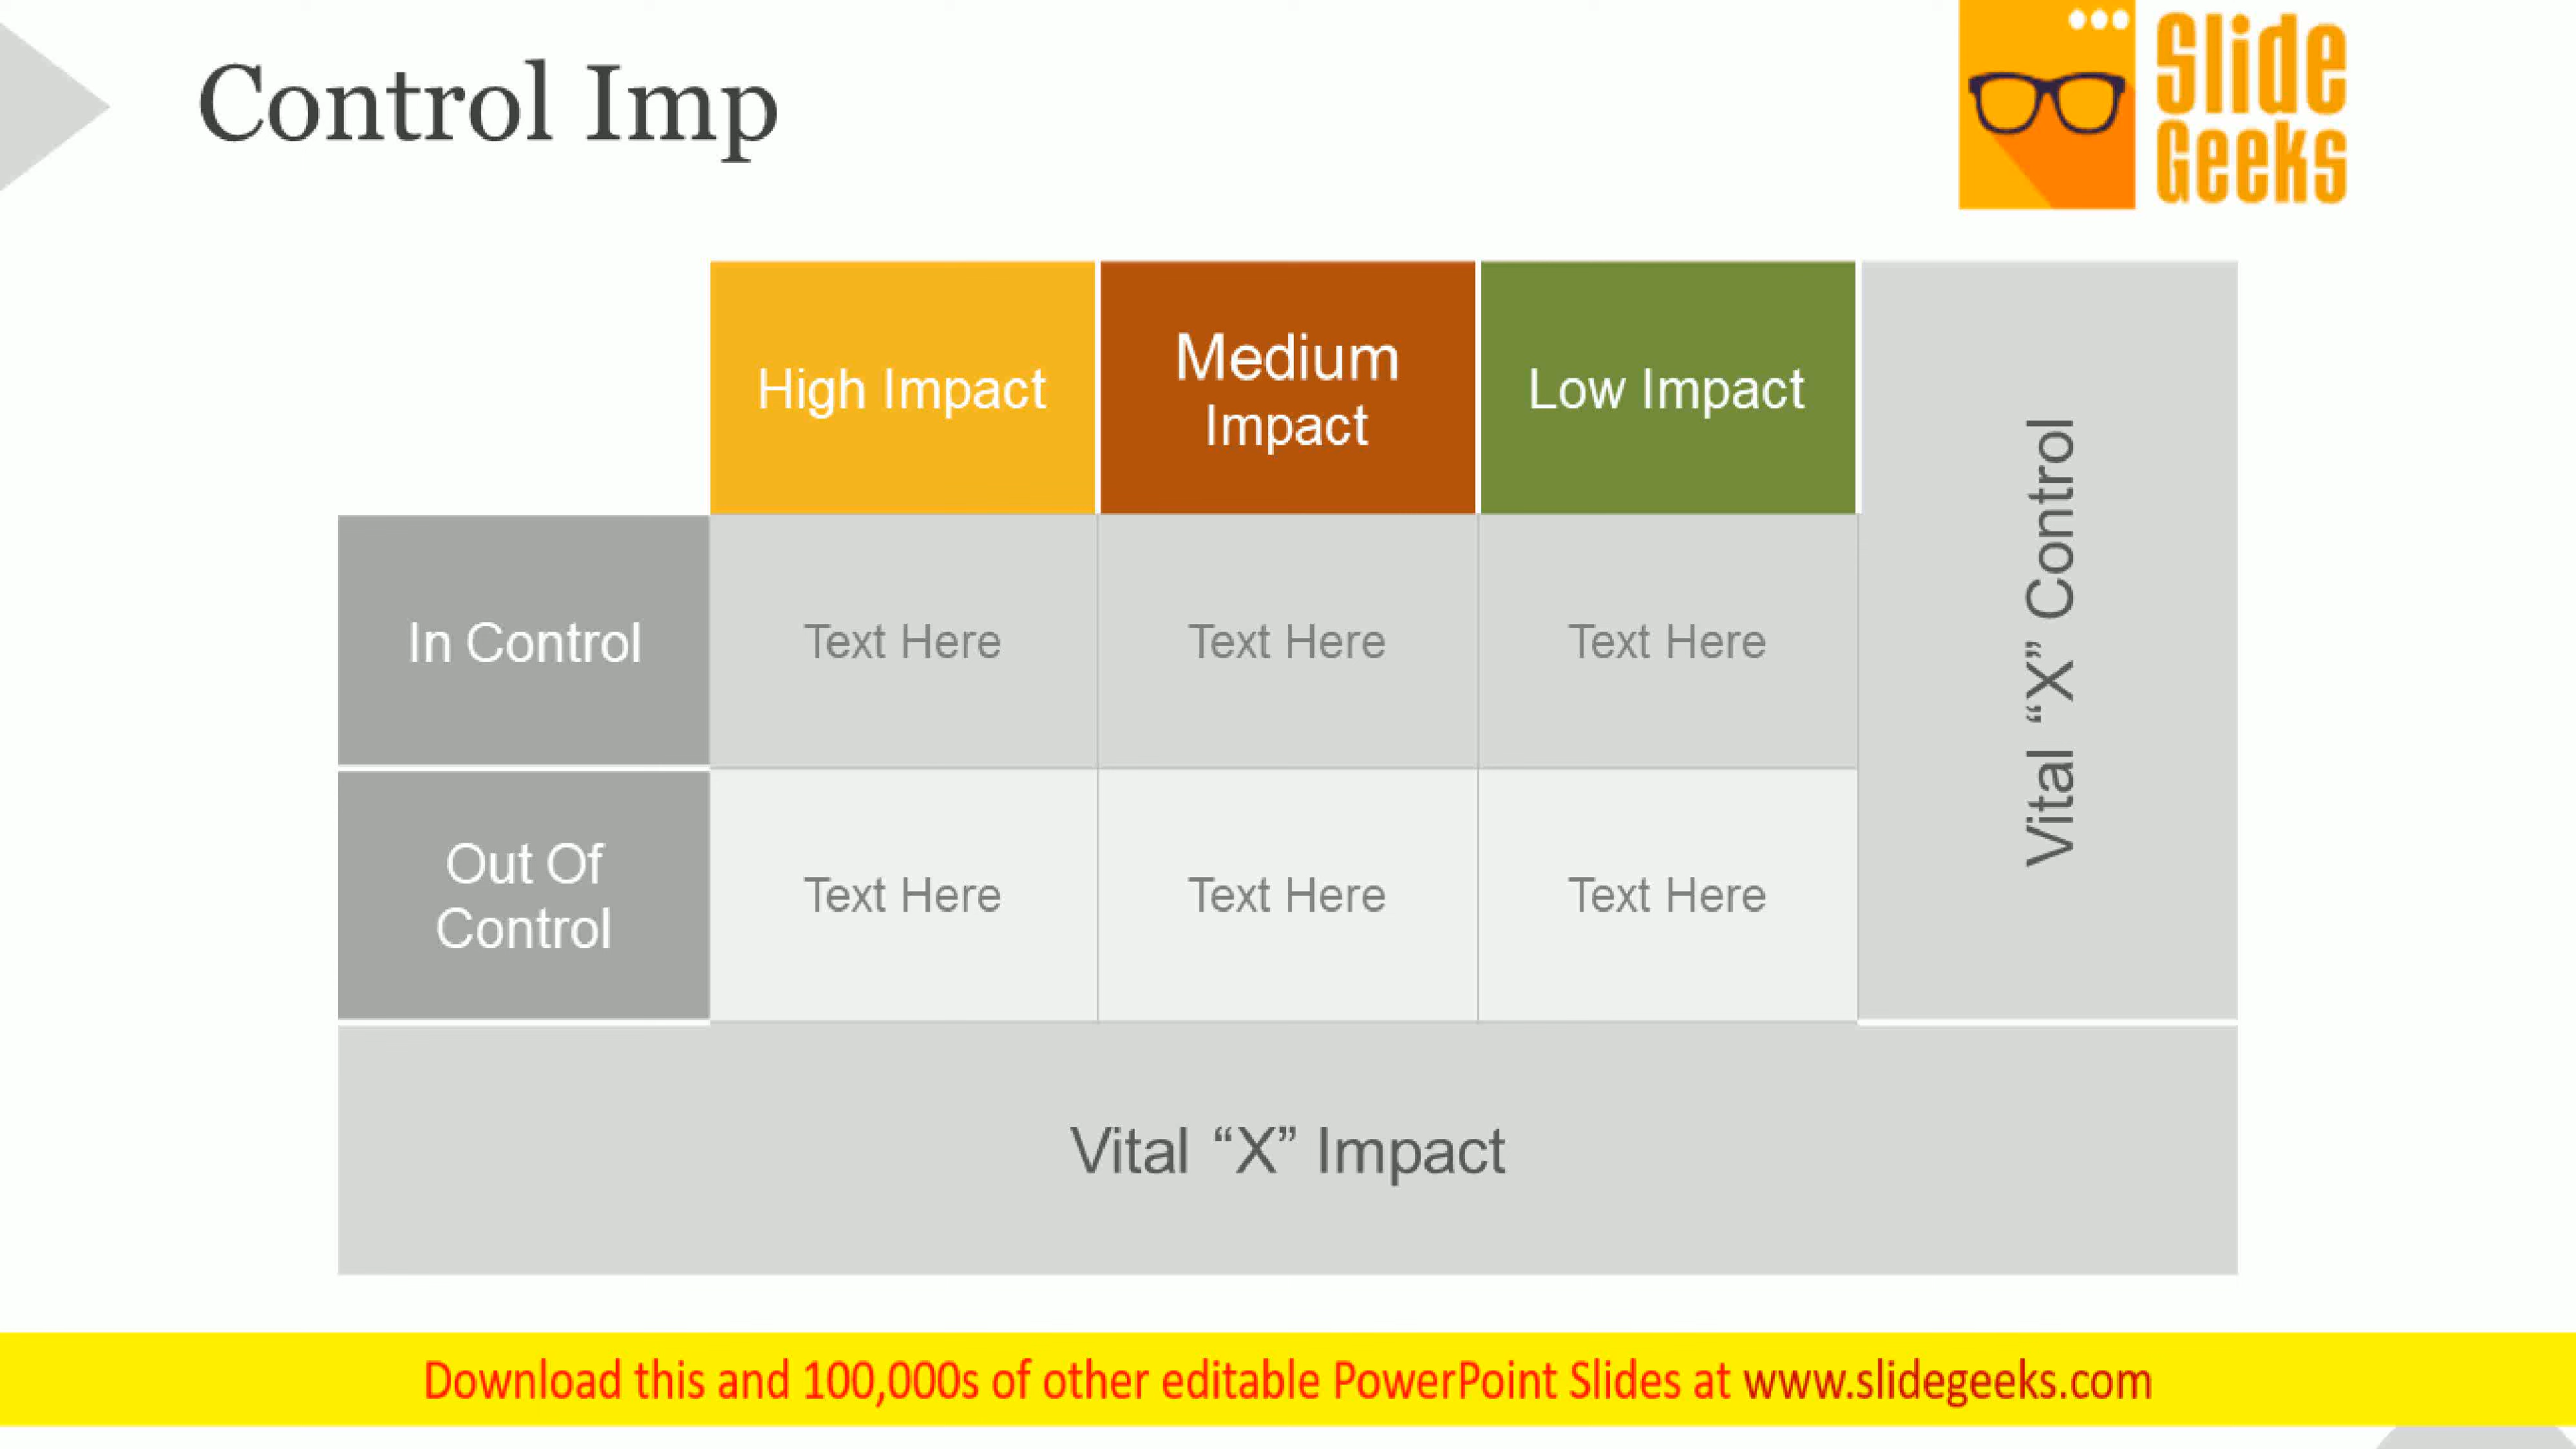 Control Imp
Slide
Geeks
High Impact
Medium
Impact
Low Impact
Vital “X” Control
In Control
Text Here
Text Here
Text Here
Out Of
Control
Text Here
Text Here
Text Here
Vital “X” Impact
Download this and 100,000s of other editable PowerPoint Slides at www.slidegeeks.com